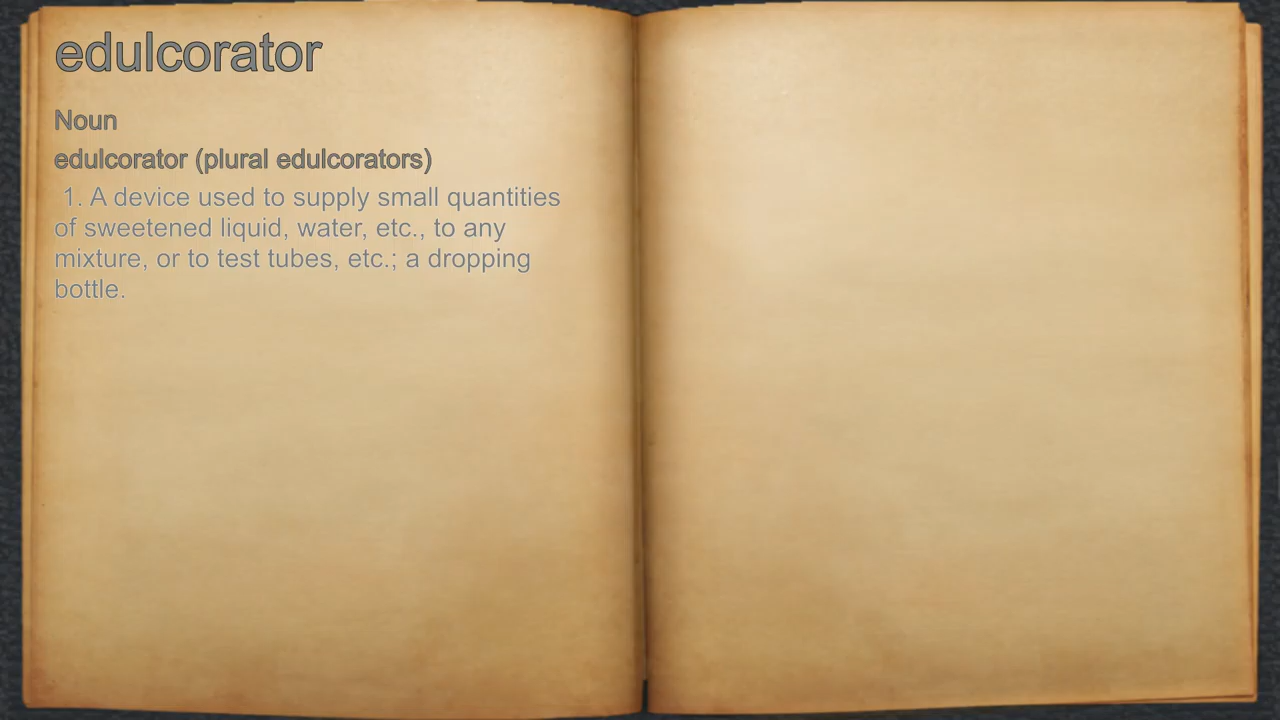 edulcorator
Noun
edulcorator (plural edulcorators)
1. A device used to supply small quantities
of sweetened liquid, water, etc., to any
mixture, or to test tubes, etc.; a dropping
bottle.